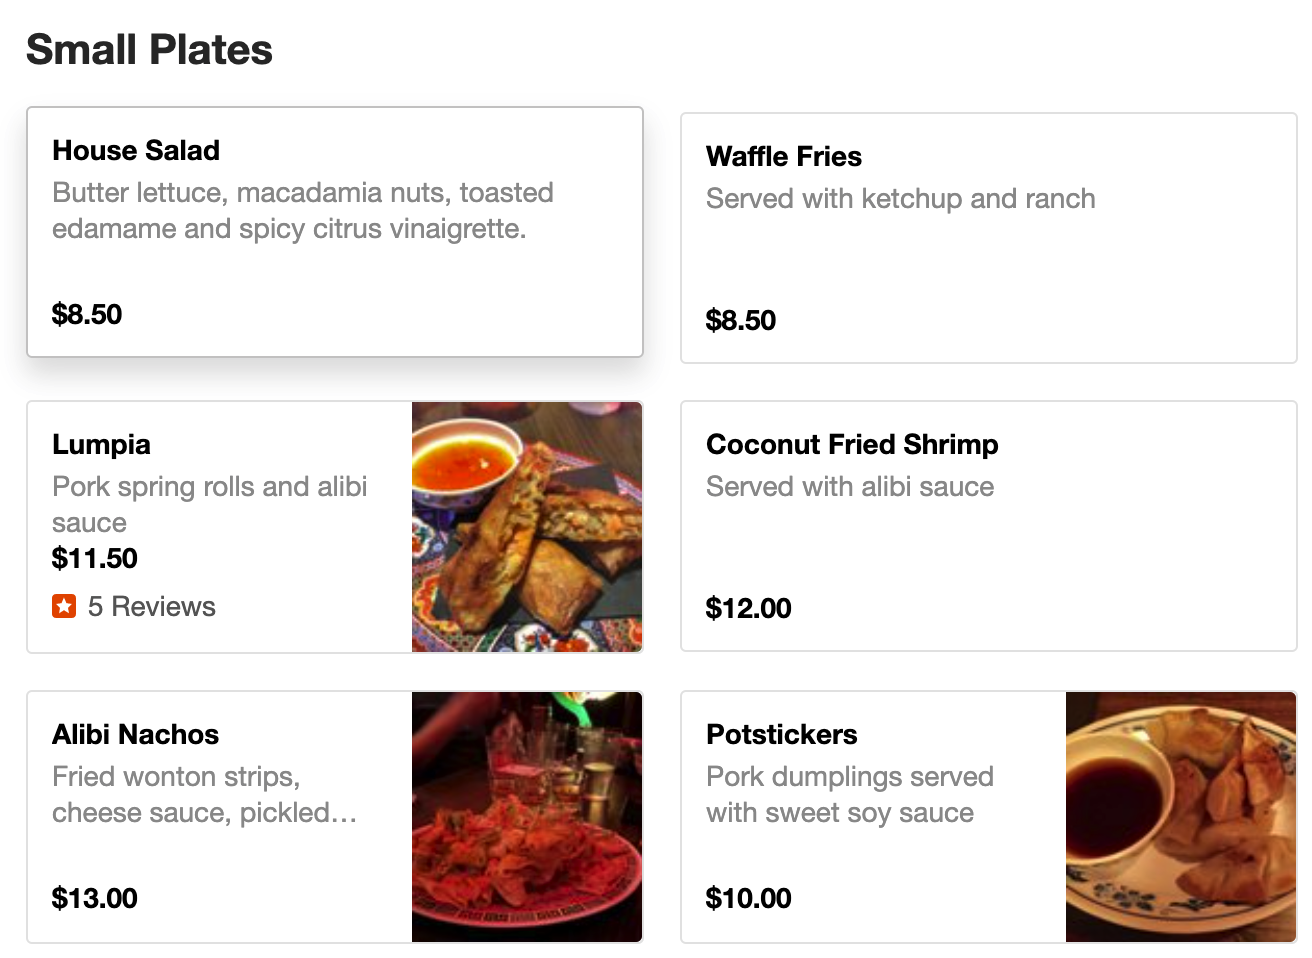 Small Plates
House Salad
Butter lettuce, macadamia nuts, toasted
edamame and spicy citrus vinaigrette.
$8.50
Waffle Fries
Served with ketchup and ranch
$8.50
Lumpia
Pork spring rolls and alibi
sauce
$11.50
5 Reviews
Coconut Fried Shrimp
Served with alibi sauce
$12.00
Alibi Nachos
Fried wonton strips,
cheese sauce, pickled…
$13.00
Potstickers
Pork dumplings served
with sweet soy sauce
$10.00